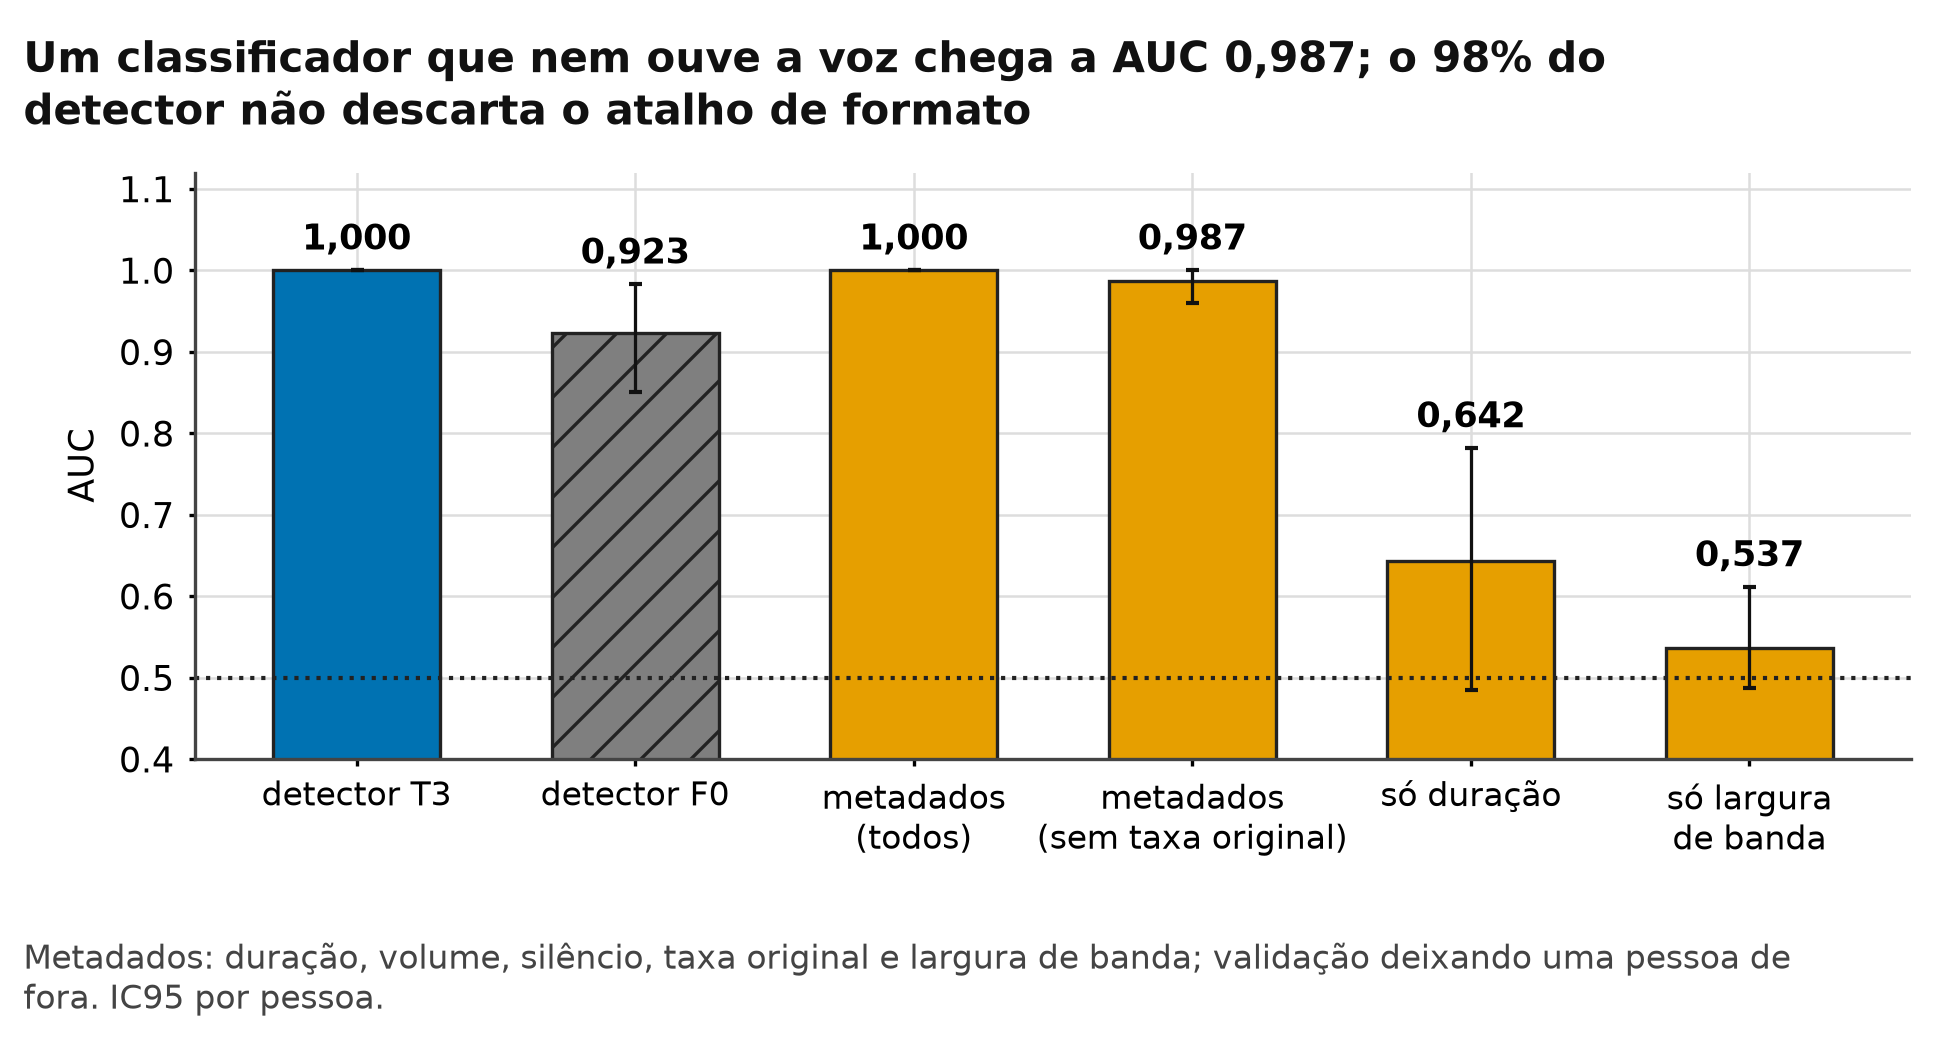 Um classificador que nem ouve a voz chega a AUC 0,987; o 98% do
detector não descarta o atalho de formato
AUC
1.1
1.0
0.9
0.8
0.7
0.6
0.5
0.4
1,000
0,923
1,000
0,987
0,642
0,537
detector T3
detector F0
metadados
(todos)
metadados
(sem taxa original)
só duração
só largura
de banda
Metadados: duração, volume, silêncio, taxa original e largura de banda; validação deixando uma pessoa de
fora. IC95 por pessoa.